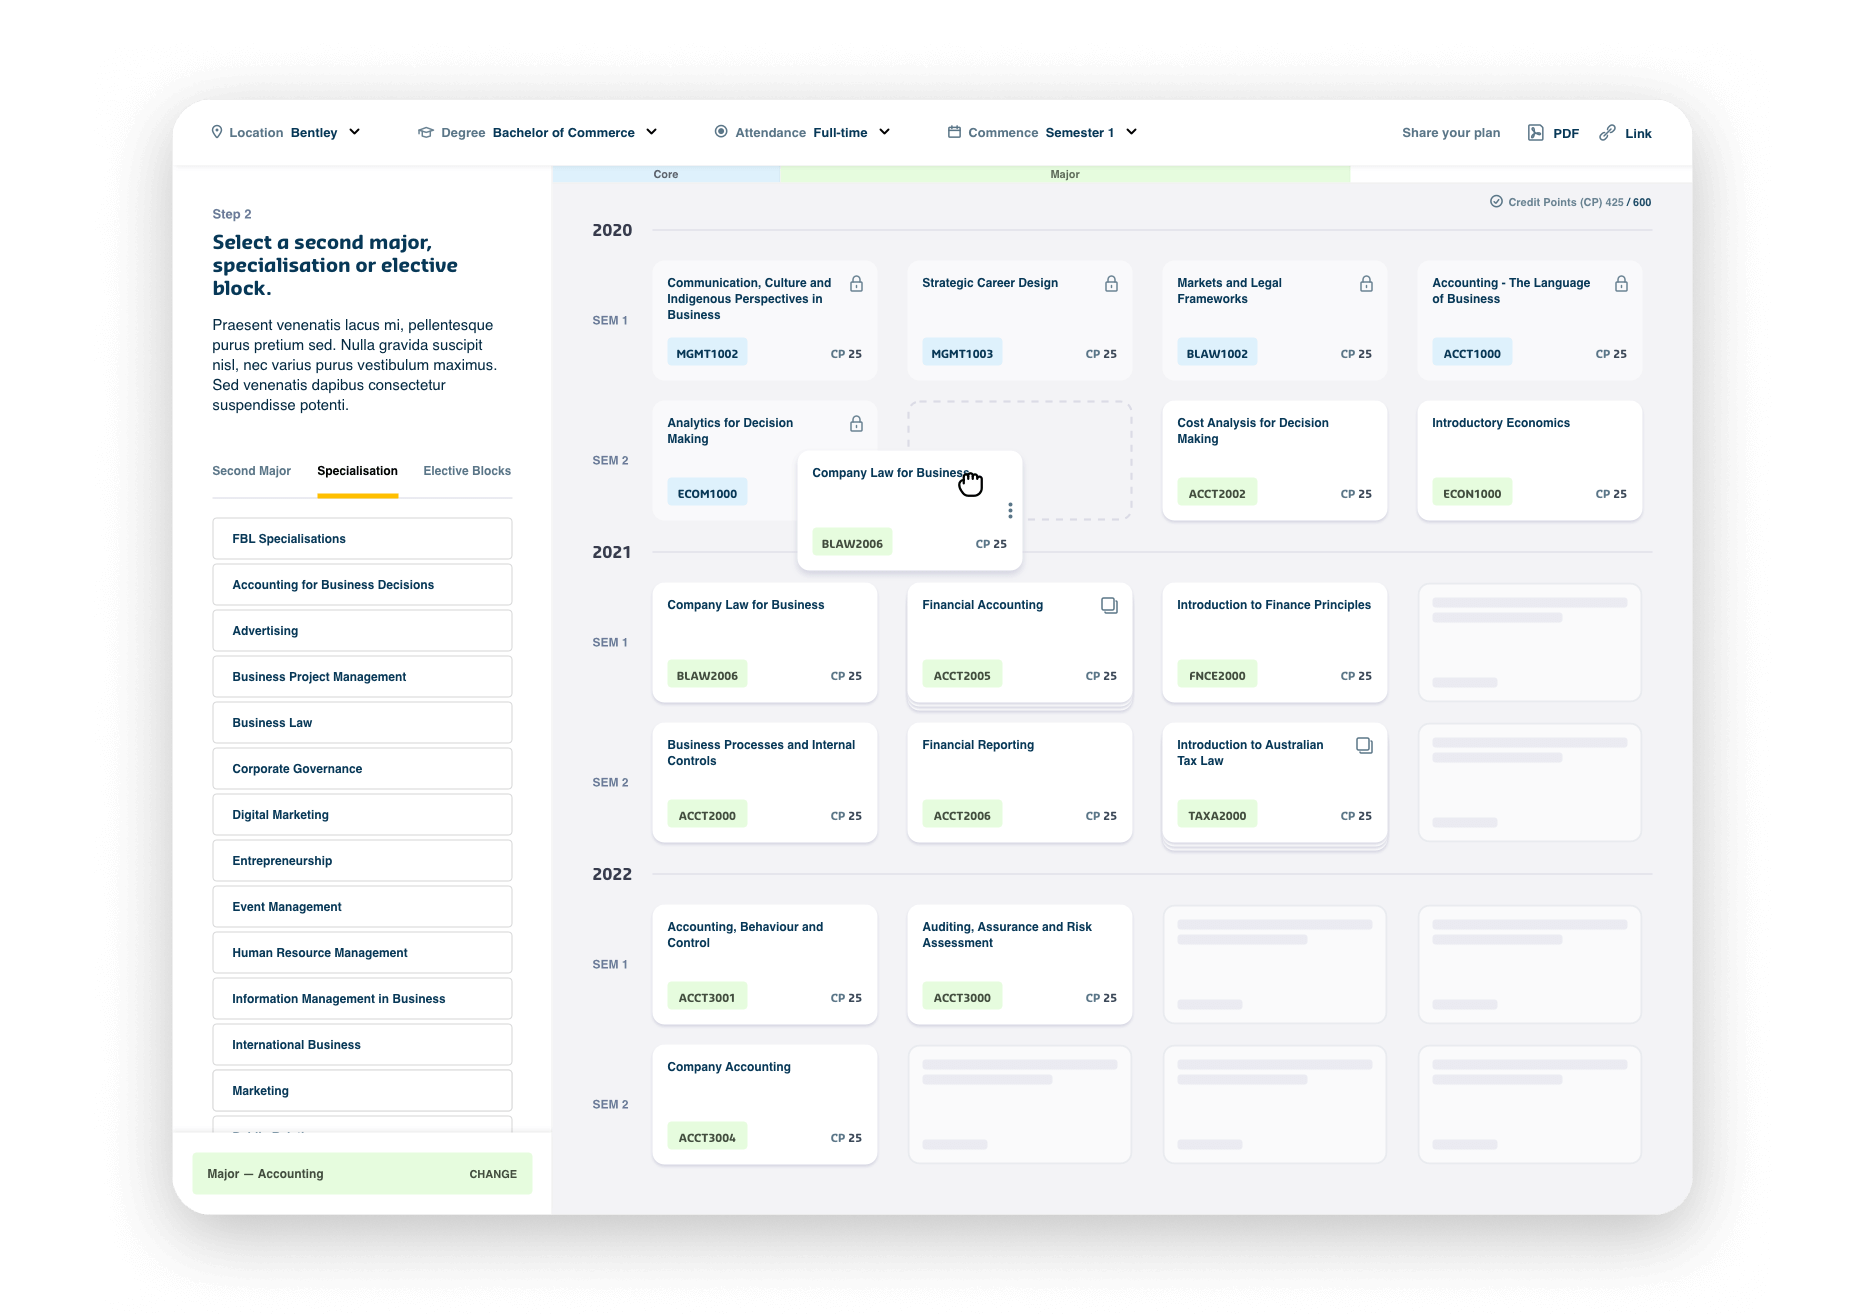 Location Bentley
Degree Bachelor of Commerce
Attendance Full-time
Commence Semester 1
Share your plan
PDF
Link
Core
Major
Step 2
Select a second major,
specialisation or elective
block.
Praesent venenatis lacus mi, pellentesque
purus pretium sed. Nulla gravida suscipit
nisl, nec varius purus vestibulum maximus.
Sed venenatis dapibus consectetur
suspendisse potenti.
Second Major
Specialisation
Elective Blocks
FBL Specialisations
Accounting for Business Decisions
Advertising
Business Project Management
Business Law
Corporate Governance
Digital Marketing
Entrepreneurship
Event Management
Human Resource Management
Information Management in Business
International Business
Marketing
Major — Accounting
CHANGE
Credit Points (CP) 425 / 600
2020
SEM 1
Communication, Culture and
Indigenous Perspectives in
Business
MGMT1002
CP 25
Strategic Career Design
MGMT1003
CP 25
Markets and Legal
Frameworks
BLAW1002
CP 25
Accounting - The Language
of Business
ACCT1000
CP 25
SEM 2
Analytics for Decision
Making
ECOM1000
Company Law for Business
BLAW2006
CP 25
Cost Analysis for Decision
Making
ACCT2002
CP 25
Introductory Economics
ECON1000
CP 25
2021
SEM 1
Company Law for Business
BLAW2006
CP 25
Financial Accounting
ACCT2005
CP 25
Introduction to Finance Principles
FNCE2000
CP 25
SEM 2
Business Processes and Internal
Controls
ACCT2000
CP 25
Financial Reporting
ACCT2006
CP 25
Introduction to Australian
Tax Law
TAXA2000
CP 25
2022
SEM 1
Accounting, Behaviour and
Control
ACCT3001
CP 25
Auditing, Assurance and Risk
Assessment
ACCT3000
CP 25
SEM 2
Company Accounting
ACCT3004
CP 25